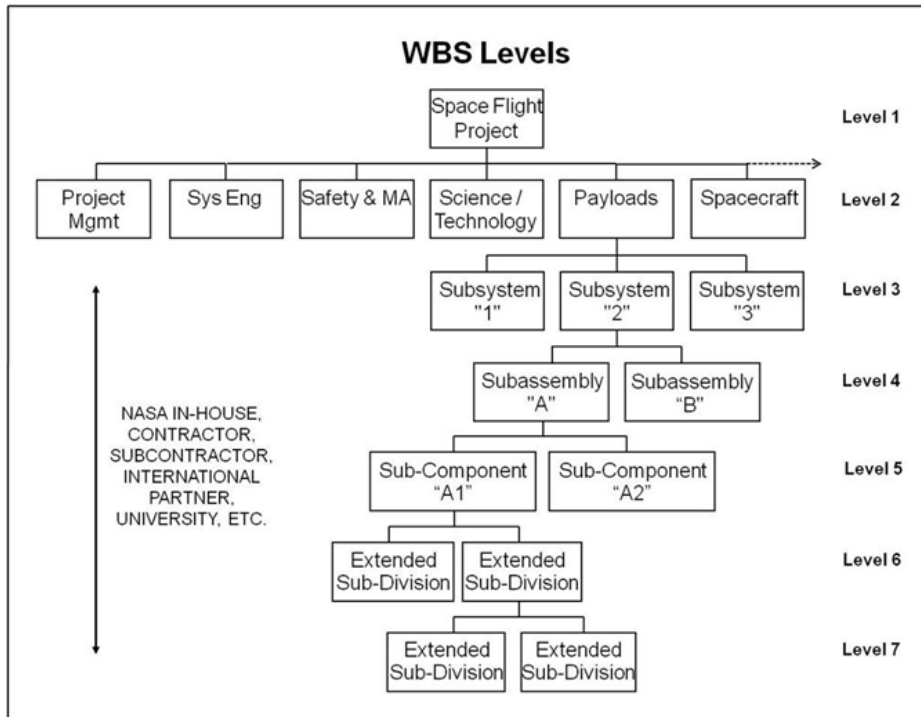 WBS Levels
Space Flight
Project
Level 1
Project
Mgmt
Sys Eng
Safety & MA
Science /
Technology
Payloads
Spacecraft
Level 2
Subsystem
"1"
Subsystem
"2"
Subsystem
"3"
Level 3
Subassembly
"A"
Subassembly
“B”
Level 4
NASA IN-HOUSE,
CONTRACTOR,
SUBCONTRACTOR,
INTERNATIONAL
PARTNER,
UNIVERSITY, ETC.
Sub-Component
“A1”
Sub-Component
“A2”
Level 5
Extended
Sub-Division
Extended
Sub-Division
Level 6
Extended
Sub-Division
Extended
Sub-Division
Level 7